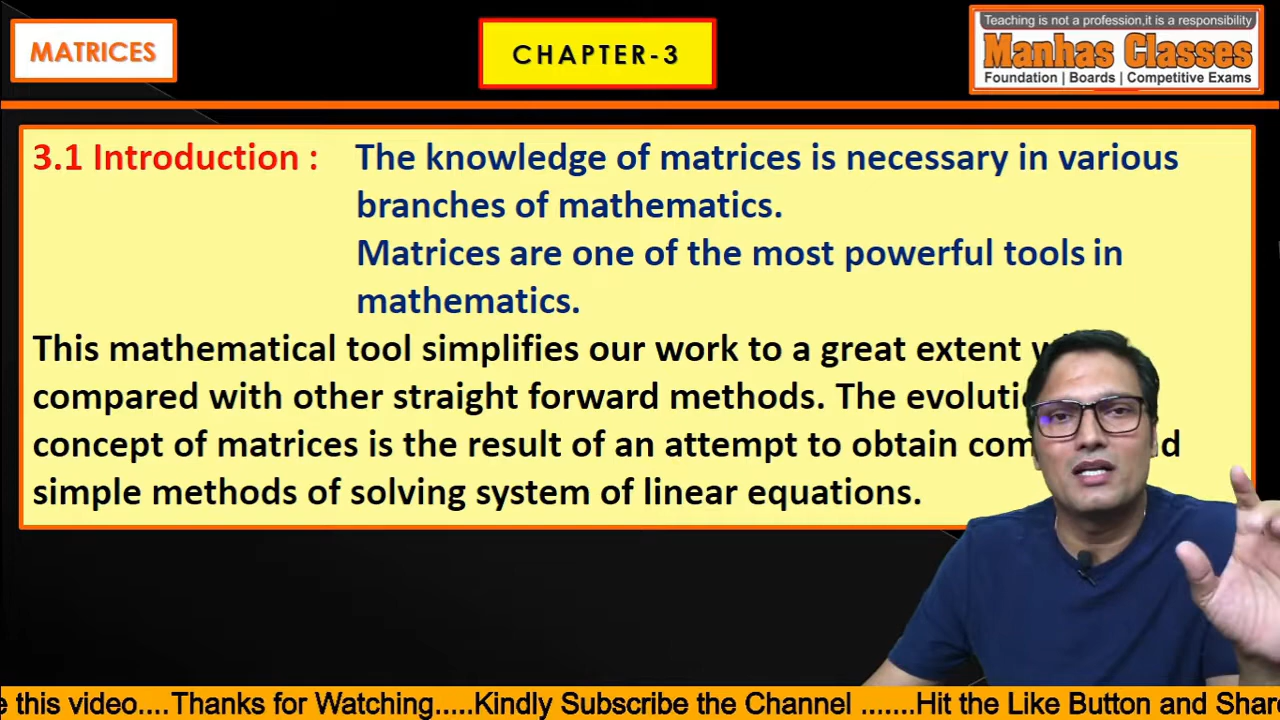 MATRICES
CHAPTER-3
Teaching is not a profession,it is a responsibility
Manhas Classes
Foundation | Boards | Competitive Exams
3.1 Introduction : The knowledge of matrices is necessary in various
branches of mathematics.
Matrices are one of the most powerful tools in
mathematics.
This mathematical tool simplifies our work to a great extent
compared with other straight forward methods. The
concept of matrices is the result of an attempt to obtain
simple methods of solving system of linear equations.
this video....Thanks for Watching.....Kindly Subscribe the Channel .......Hit the Like Button and